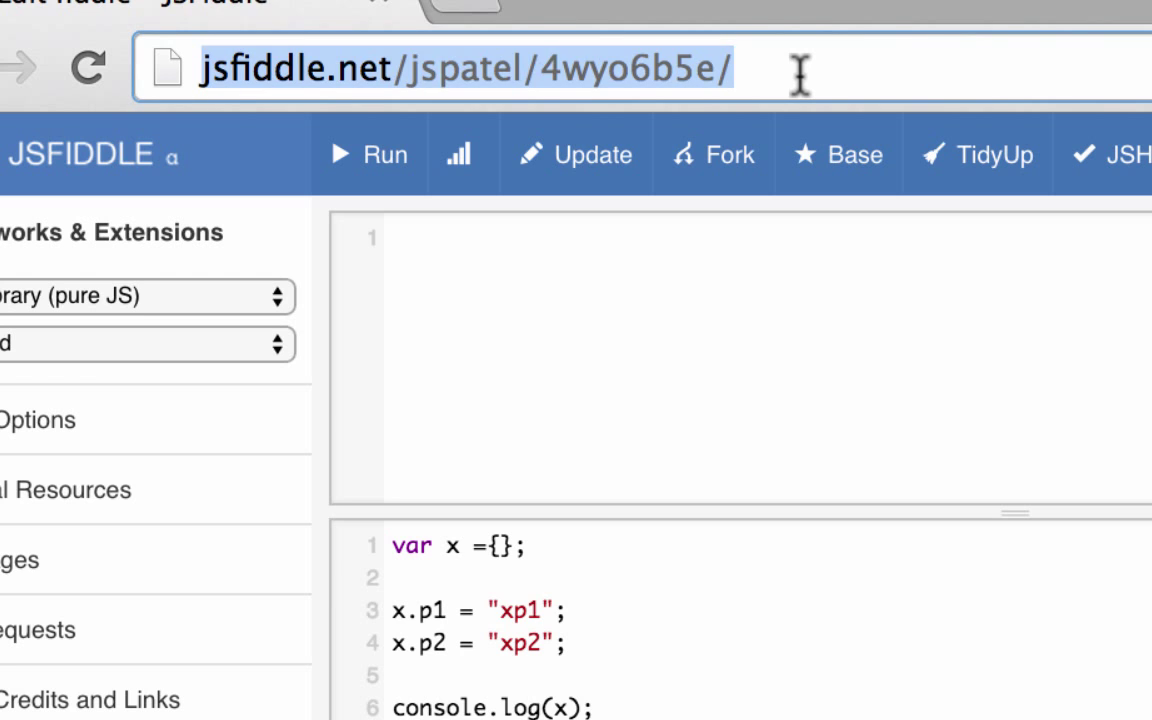 jsfiddle.net/jspatel/4wyo6b5e/
JSFIDDLE α
Run
Update
Fork
Base
TidyUp
JSH
works & Extensions
rary (pure JS)
d
Options
al Resources
ges
equests
Credits and Links
1
1 var x ={};
2
3 x.p1 = "xp1";
4 x.p2 = "xp2";
5
6 console.log(x);